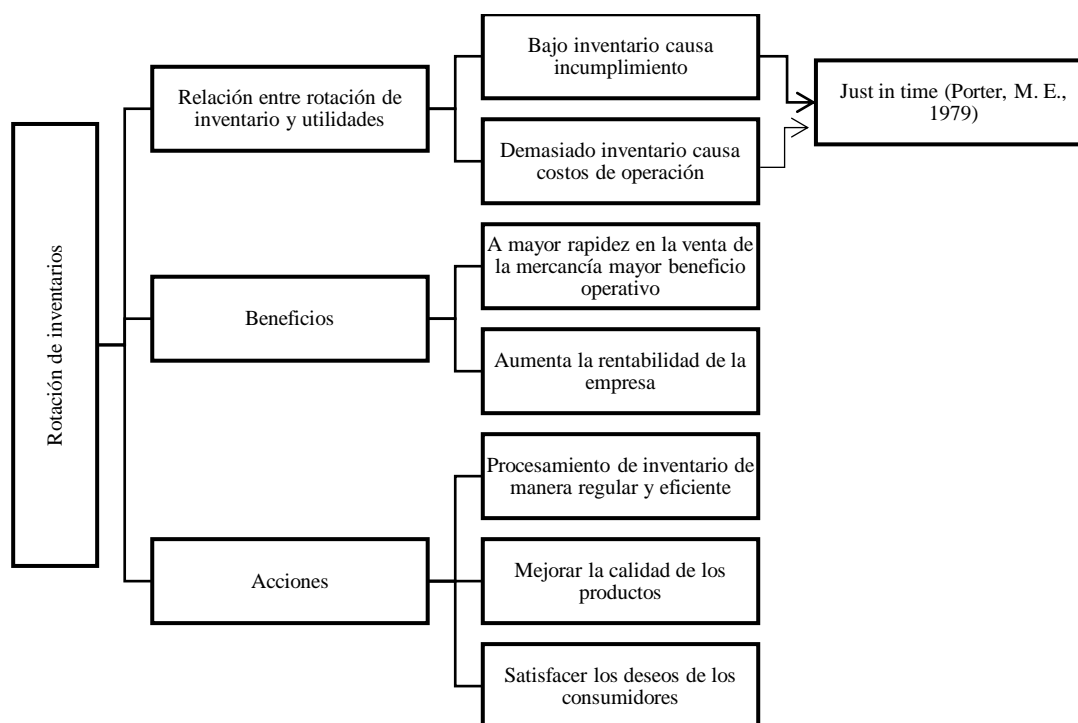 Rotación de inventarios
Relación entre rotación de
inventario y utilidades
Bajo inventario causa
incumplimiento
Demasiado inventario causa
costos de operación
Just in time (Porter, M. E.,
1979)
Beneficios
A mayor rapidez en la venta de
la mercancía mayor beneficio
operativo
Aumenta la rentabilidad de la
empresa
Acciones
Procesamiento de inventario de
manera regular y eficiente
Mejorar la calidad de los
productos
Satisfacer los deseos de los
consumidores